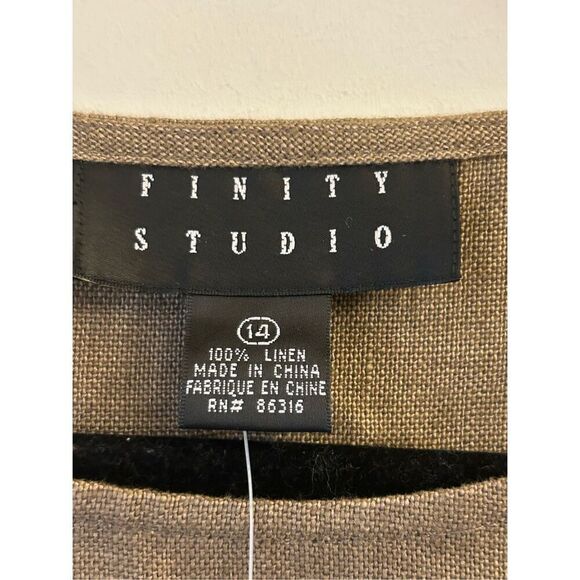 FINITY
STUDIO
14
100% LINEN
MADE IN CHINA
FABRIQUE EN CHINE
RN# 86316